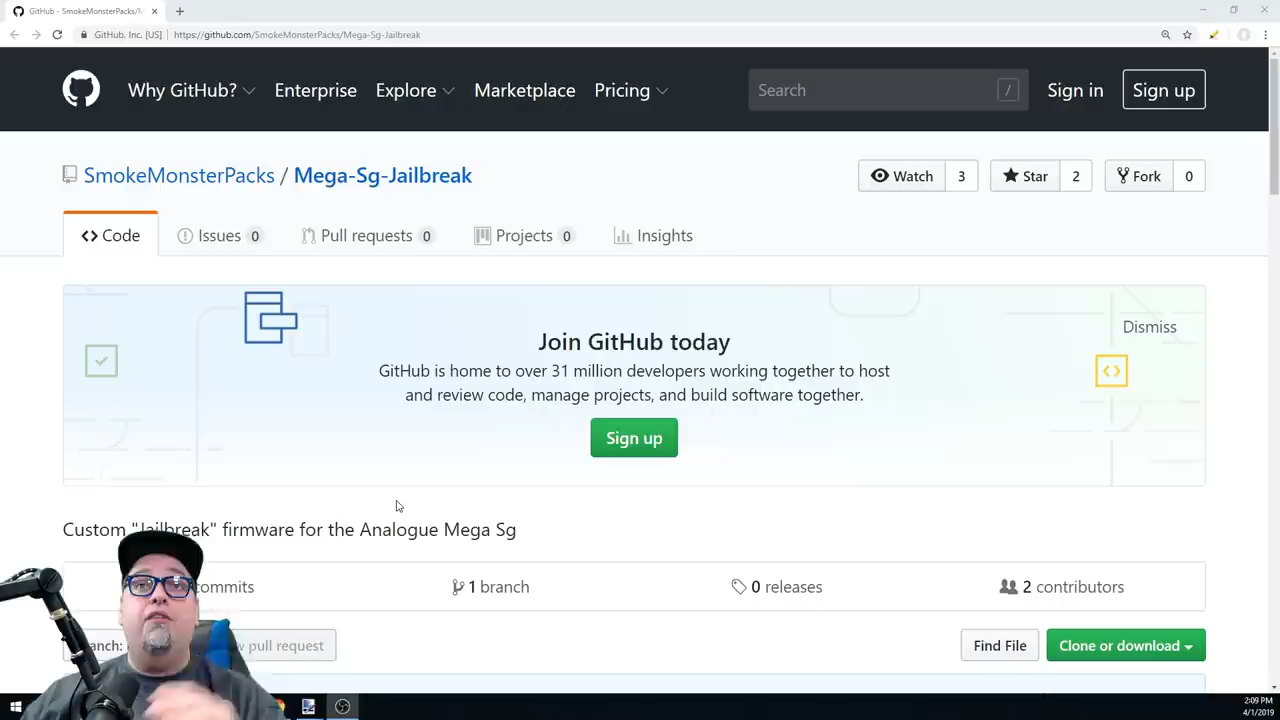 GitHub - SmokeMonsterPacks/M
GitHub, Inc. [US] | https://github.com/SmokeMonsterPacks/Mega-Sg-Jailbreak
Why GitHub? Enterprise Explore Marketplace Pricing Search / Sign in Sign up
SmokeMonsterPacks / Mega-Sg-Jailbreak Watch 3 Star 2 Fork 0
Code Issues 0 Pull requests 0 Projects 0 Insights
Join GitHub today
Dismiss
GitHub is home to over 31 million developers working together to host
and review code, manage projects, and build software together.
Sign up
Custom "Jailbreak" firmware for the Analogue Mega Sg
commits 1 branch 0 releases 2 contributors
pull request Find File Clone or download
2:09 PM
4/1/2019